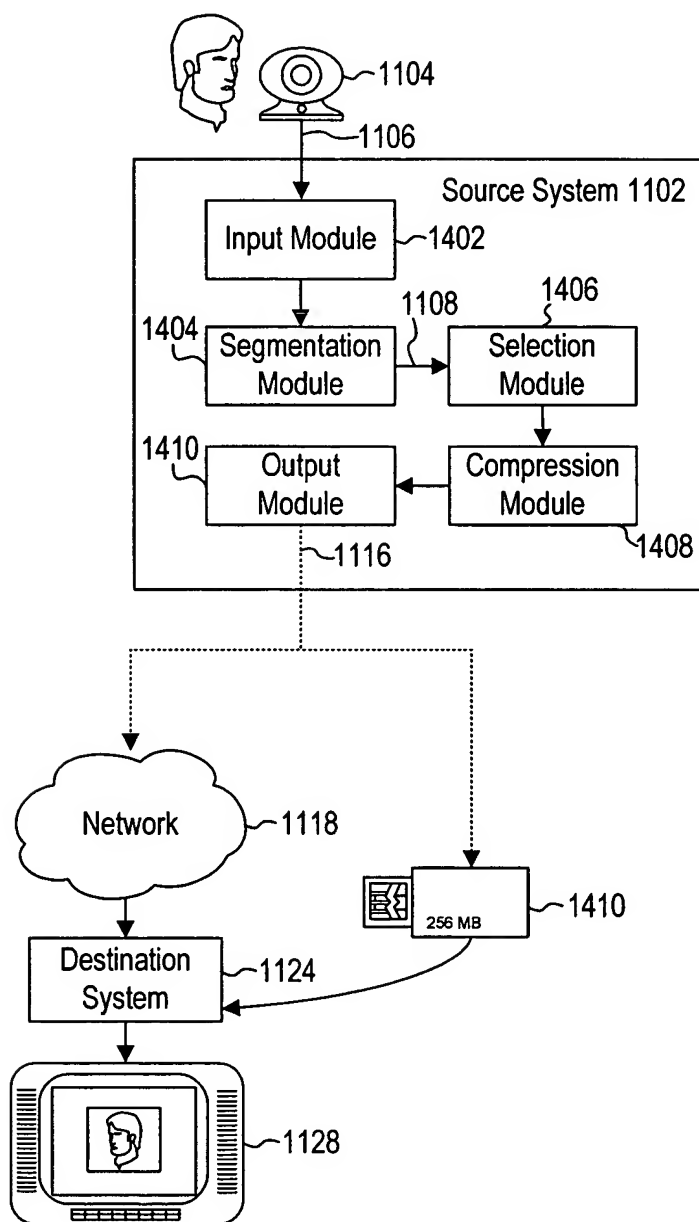 1104
1106
Source System 1102
Input Module
1402
1108
1406
1404
Segmentation
Module
Selection
Module
1410
Output
Module
Compression
Module
1408
1116
Network
1118
256 MB
1410
Destination
System
1124
1128